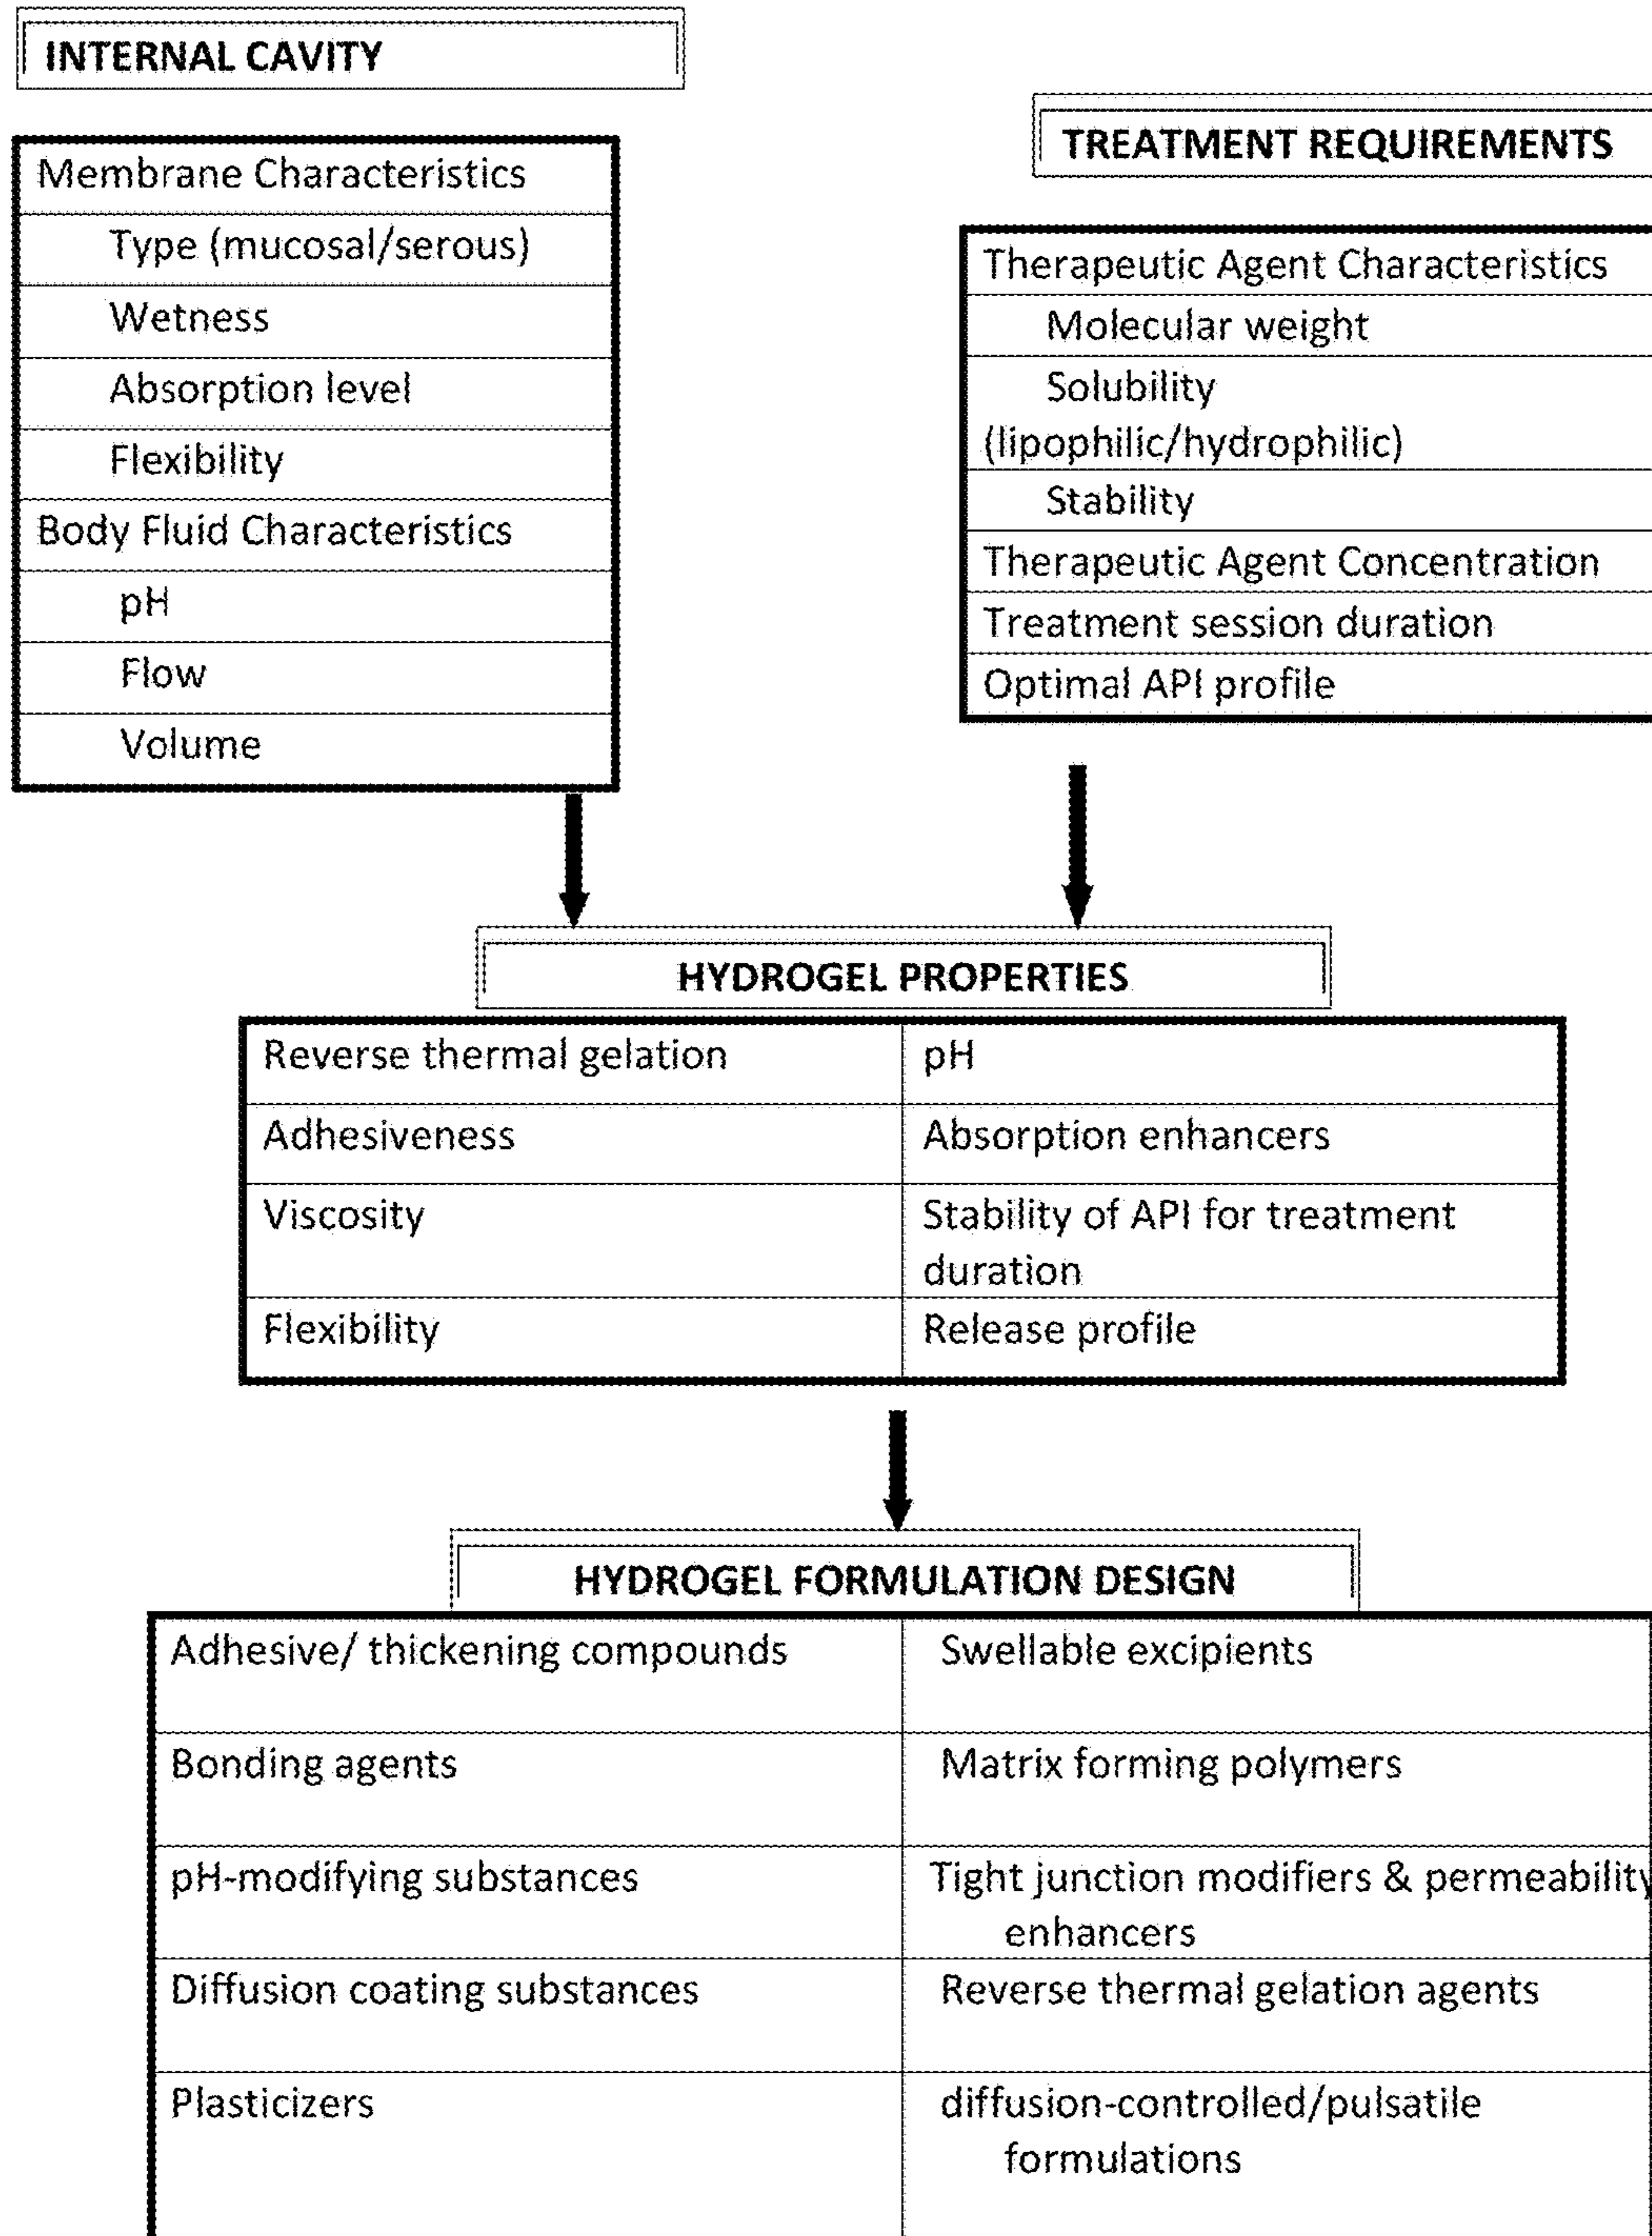 INTERNAL CAVITY
Membrane Characteristics
Type (mucosal/serous)
Wetness
Absorption level
Flexibility
Body Fluid Characteristics
pH
Flow
Volume
TREATMENT REQUIREMENTS
Therapeutic Agent Characteristics
Molecular weight
Solubility
(lipophilic/hydrophilic)
Stability
Therapeutic Agent Concentration
Treatment session duration
Optimal API profile
HYDROGEL PROPERTIES
Reverse thermal gelation
pH
Adhesiveness
Absorption enhancers
Viscosity
Stability of API for treatment
duration
Flexibility
Release profile
HYDROGEL FORMULATION DESIGN
Adhesive/ thickening compounds
Swellable excipients
Bonding agents
Matrix forming polymers
pH-modifying substances
Tight junction modifiers & permeability
enhancers
Diffusion coating substances
Reverse thermal gelation agents
Plasticizers
diffusion-controlled/pulsatile
formulations